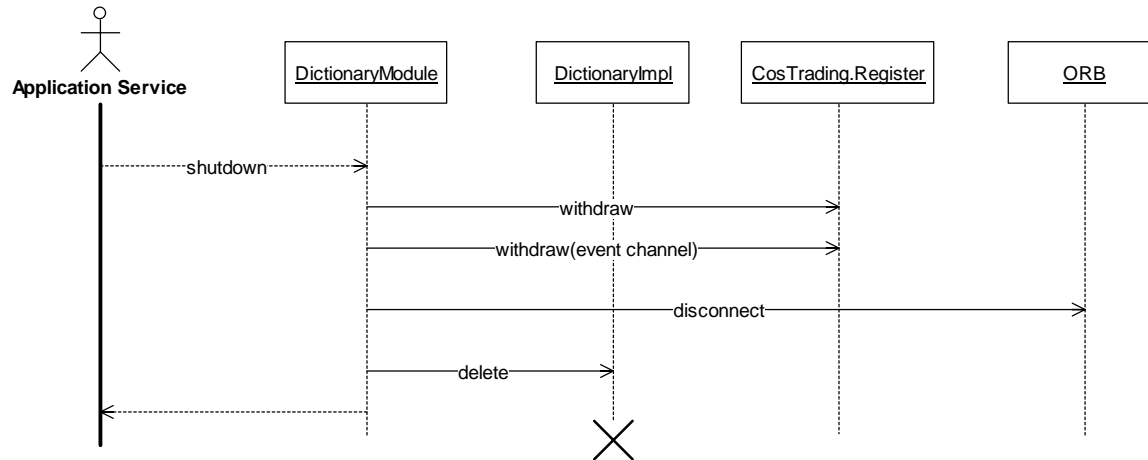 DictionaryModule
DictionaryImpl
CosTrading.Register
ORB
Application Service
shutdown
withdraw
withdraw(event channel)
disconnect
delete